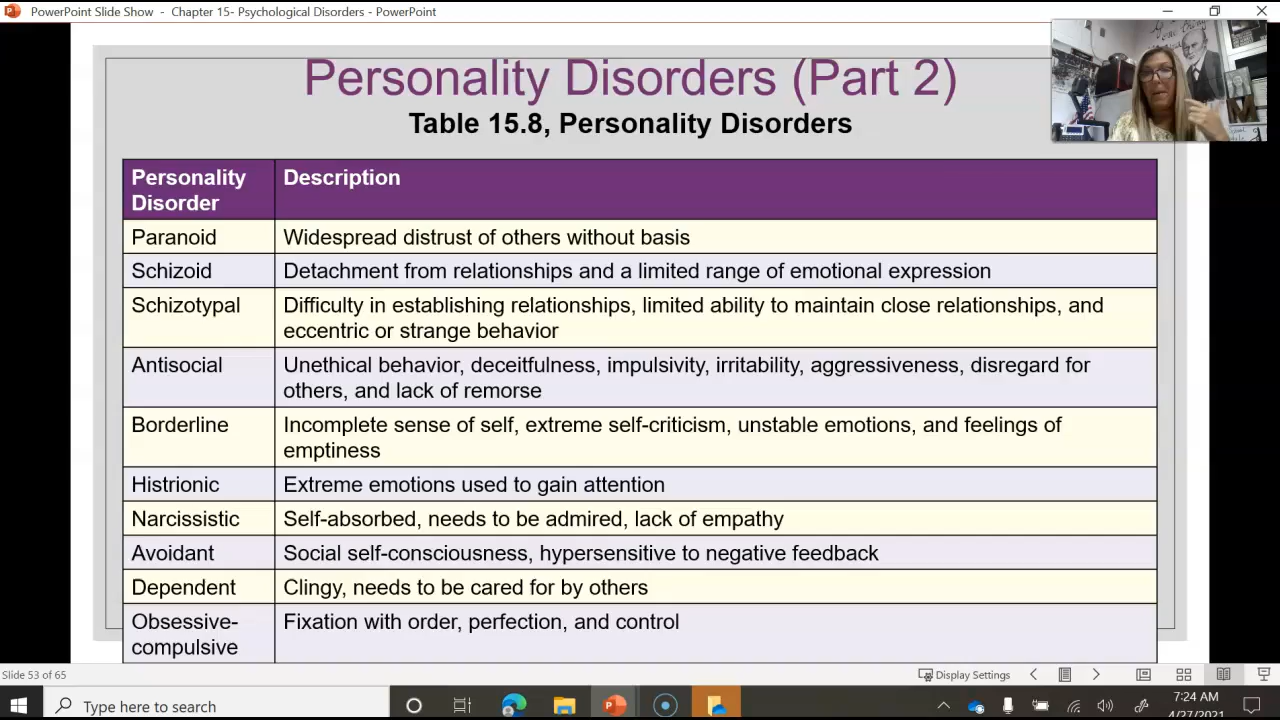 PowerPoint Slide Show - Chapter 15- Psychological Disorders - PowerPoint
Personality Disorders (Part 2)
Table 15.8, Personality Disorders
Personality Disorder
Description
Paranoid
Widespread distrust of others without basis
Schizoid
Detachment from relationships and a limited range of emotional expression
Schizotypal
Difficulty in establishing relationships, limited ability to maintain close relationships, and
eccentric or strange behavior
Antisocial
Unethical behavior, deceitfulness, impulsivity, irritability, aggressiveness, disregard for
others, and lack of remorse
Borderline
Incomplete sense of self, extreme self-criticism, unstable emotions, and feelings of
emptiness
Histrionic
Extreme emotions used to gain attention
Narcissistic
Self-absorbed, needs to be admired, lack of empathy
Avoidant
Social self-consciousness, hypersensitive to negative feedback
Dependent
Clingy, needs to be cared for by others
Obsessive-
compulsive
Fixation with order, perfection, and control
Slide 53 of 65
Display Settings
Type here to search
7:24 AM
4/27/2021